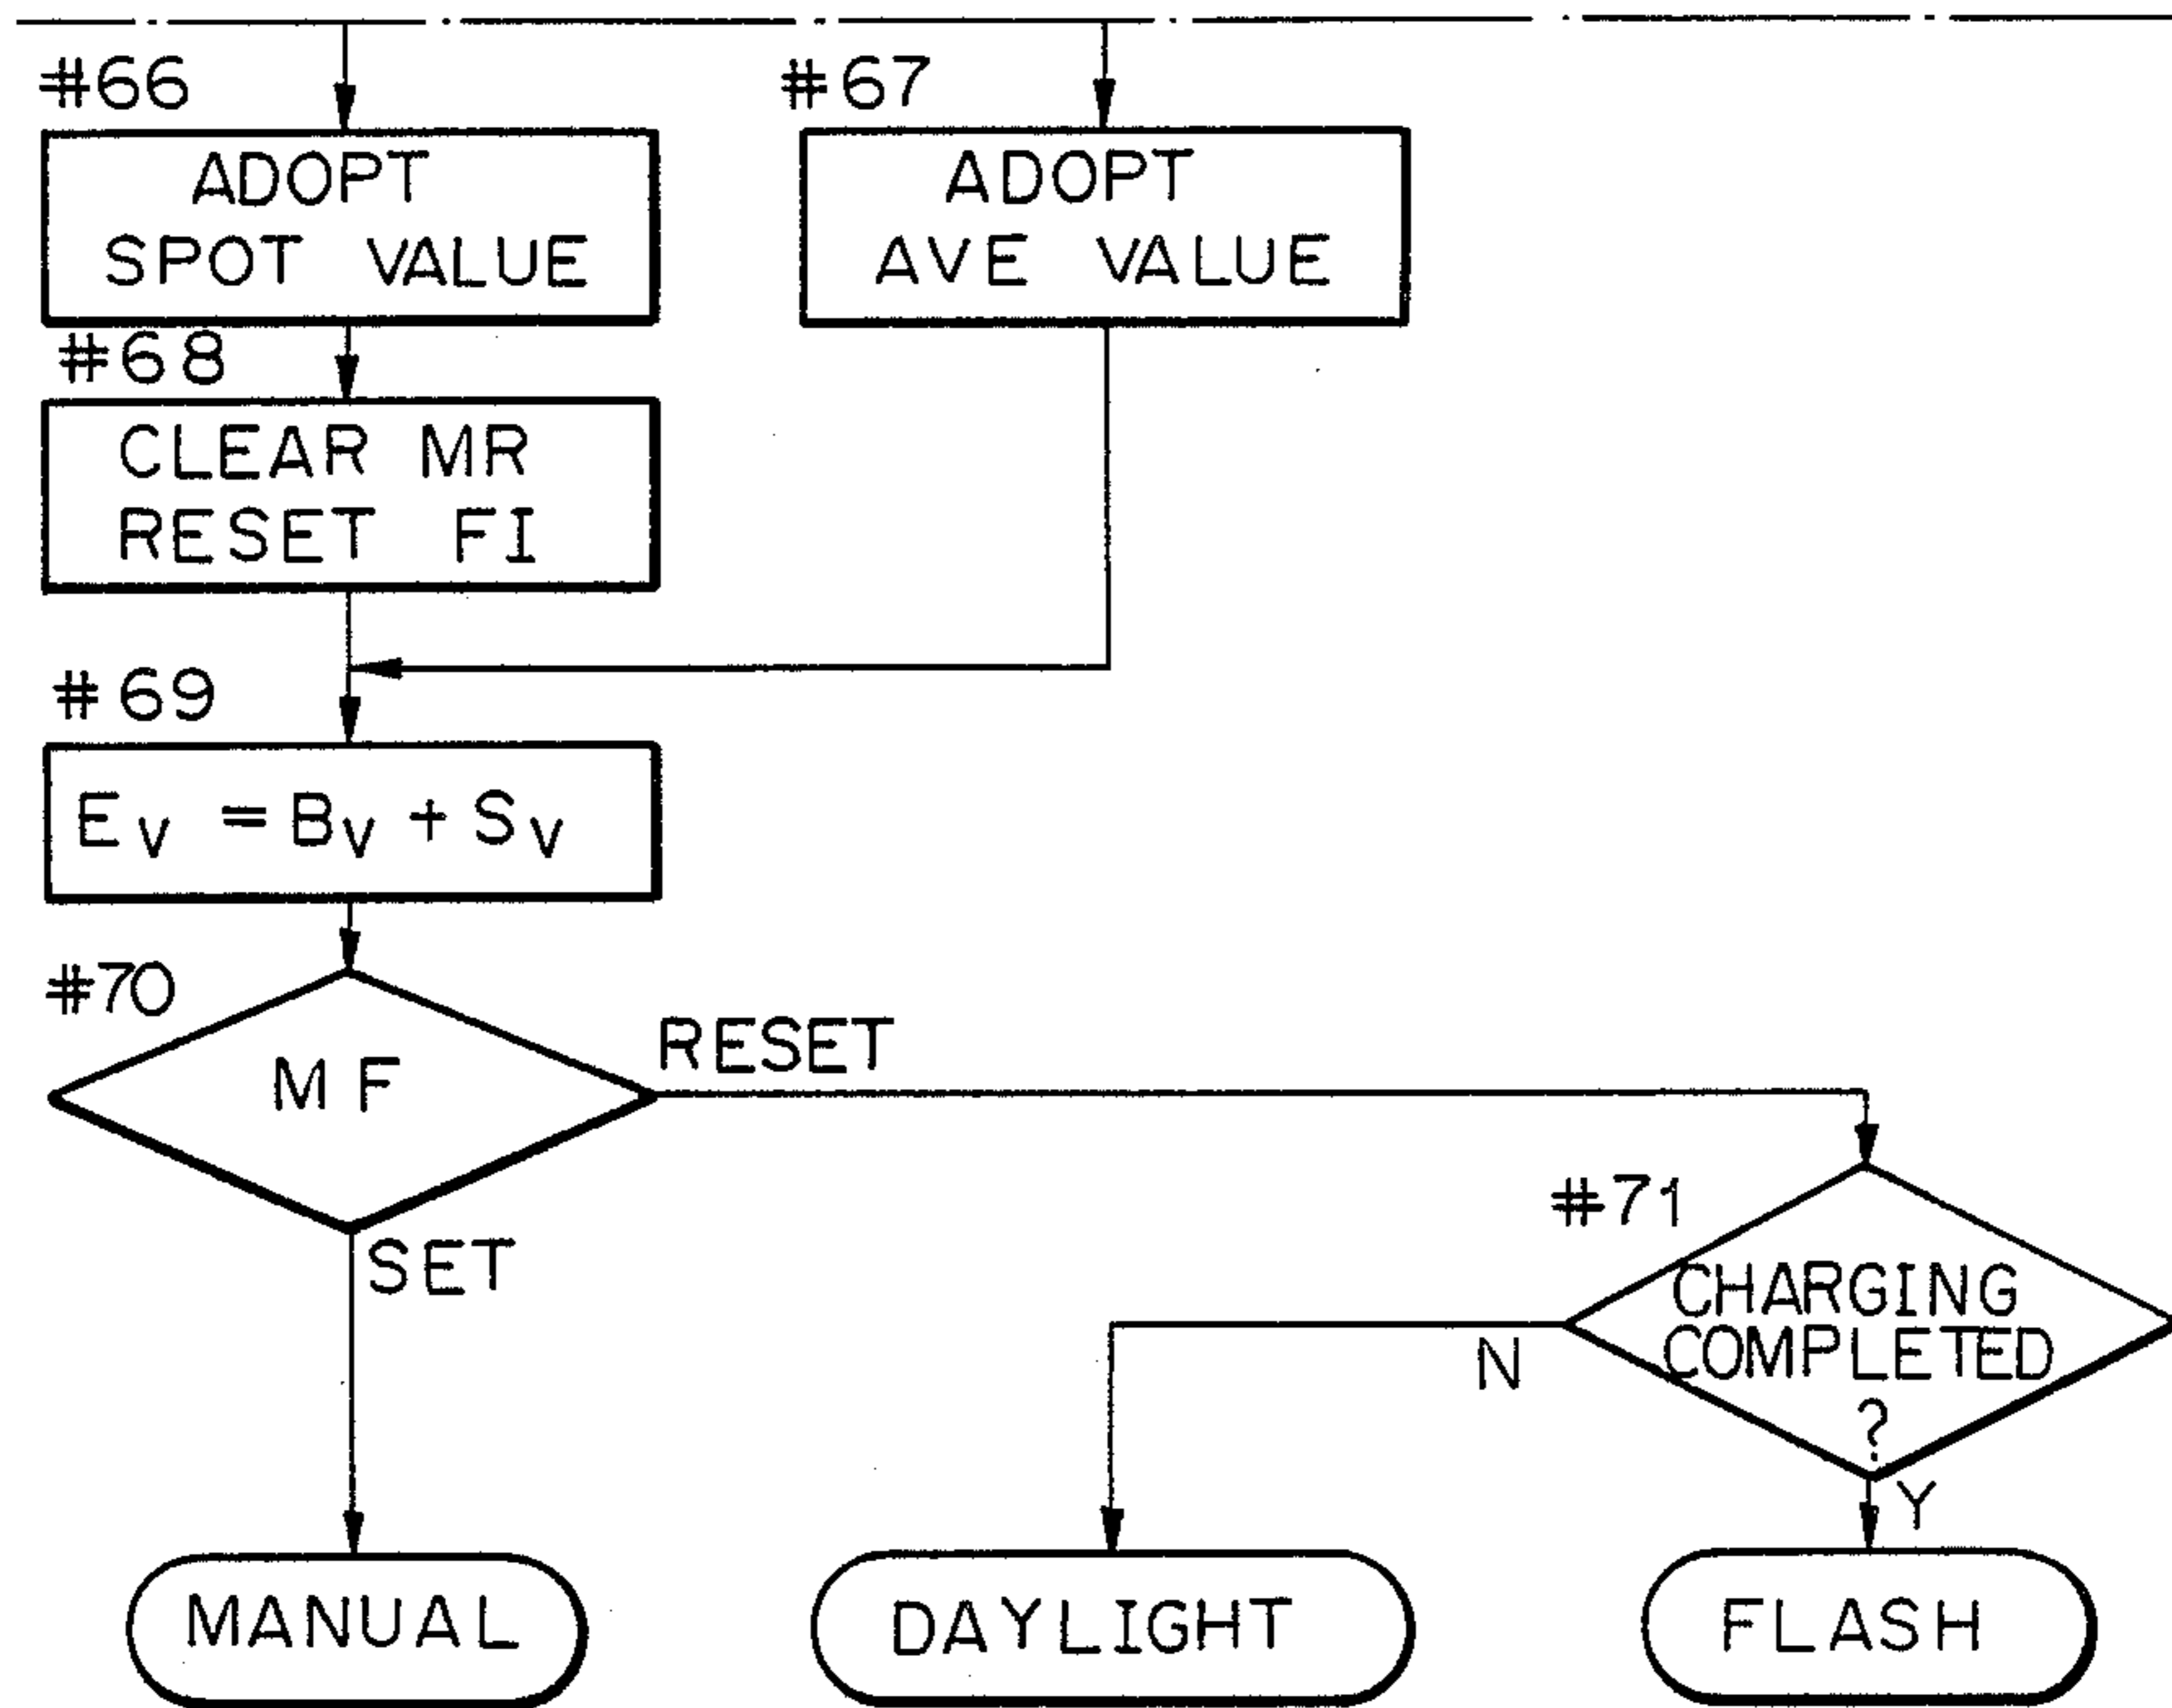 #66
ADOPT
SPOT VALUE
#67
ADOPT
AVE VALUE
#68
CLEAR MR
RESET FI
#69
Ev = Bv + Sv
#70
MF
RESET
SET
#71
CHARGING
COMPLETED
?
N
Y
MANUAL
DAYLIGHT
FLASH